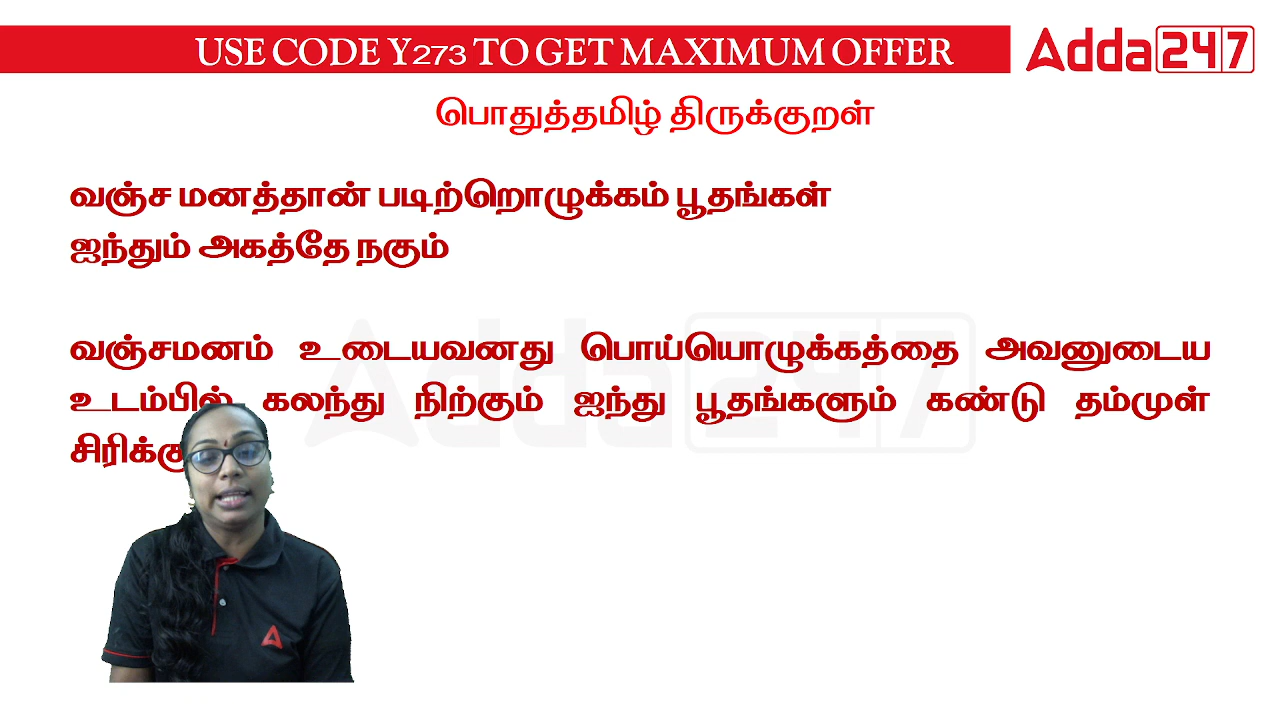 USE CODE Y273 TO GET MAXIMUM OFFER
Adda247
பொதுத்தமிழ் திருக்குறள்
வஞ்ச மனத்தான் படிற்றொழுக்கம் பூதங்கள்
ஐந்தும் அகத்தே நகும்
வஞ்சமனம் உடையவனது பொய்யொழுக்கத்தை அவனுடைய
உடம்பில் கலந்து நிற்கும் ஐந்து பூதங்களும் கண்டு தம்முள்